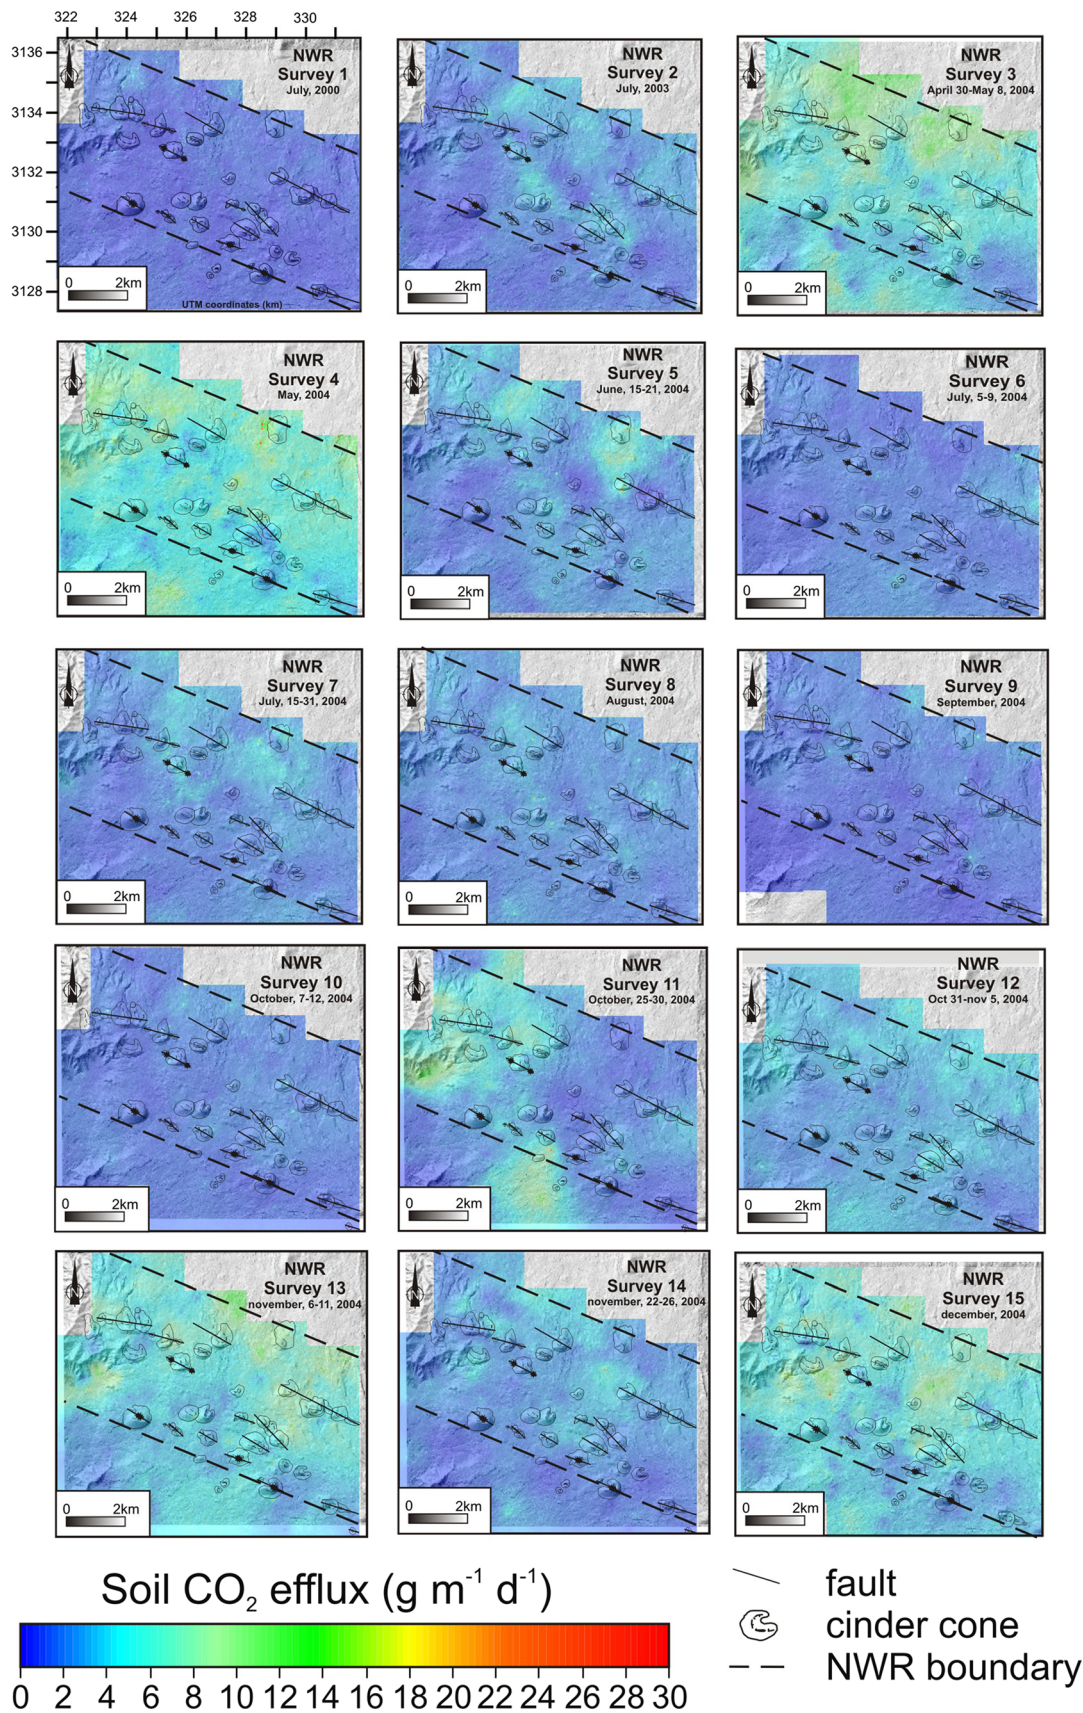 322 324 326 328 330
3136
3134
3132
3130
3128
NWR
Survey 1
July, 2000
N
0 2km
UTM coordinates (km)
NWR
Survey 2
July, 2003
N
0 2km
NWR
Survey 3
April 30-May 8, 2004
N
0 2km
NWR
Survey 4
May, 2004
N
0 2km
NWR
Survey 5
June, 15-21, 2004
N
0 2km
NWR
Survey 6
July, 5-9, 2004
N
0 2km
NWR
Survey 7
July, 15-31, 2004
N
0 2km
NWR
Survey 8
August, 2004
N
0 2km
NWR
Survey 9
September, 2004
N
0 2km
NWR
Survey 10
October, 7-12, 2004
N
0 2km
NWR
Survey 11
October, 25-30, 2004
N
0 2km
NWR
Survey 12
Oct 31-nov 5, 2004
N
0 2km
NWR
Survey 13
november, 6-11, 2004
N
0 2km
NWR
Survey 14
november, 22-26, 2004
N
0 2km
NWR
Survey 15
december, 2004
N
0 2km
Soil CO₂ efflux (g m⁻¹ d⁻¹)
0 2 4 6 8 10 12 14 16 18 20 22 24 26 28 30
fault
cinder cone
NWR boundary